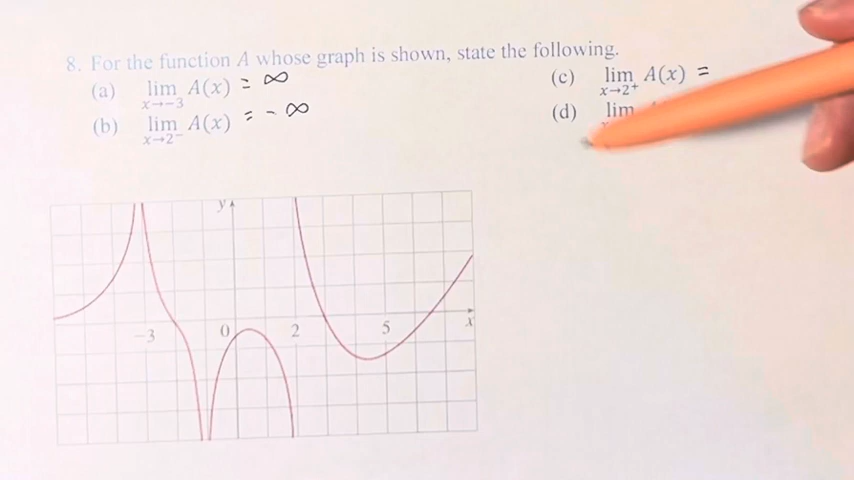 8. For the function A whose graph is shown, state the following.
(a) lim A(x) = ∞
x→−3
(b) lim A(x) = - ∞
x→2⁻
(c) lim A(x) =
x→2⁺
(d) lim
y
−3 0 2 5 x